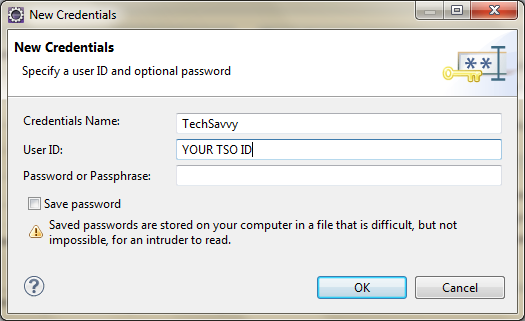 New Credentials
New Credentials
Specify a user ID and optional password
Credentials Name: TechSavvy
User ID: YOUR TSO ID
Password or Passphrase:
Save password
Saved passwords are stored on your computer in a file that is difficult, but not
impossible, for an intruder to read.
? OK Cancel